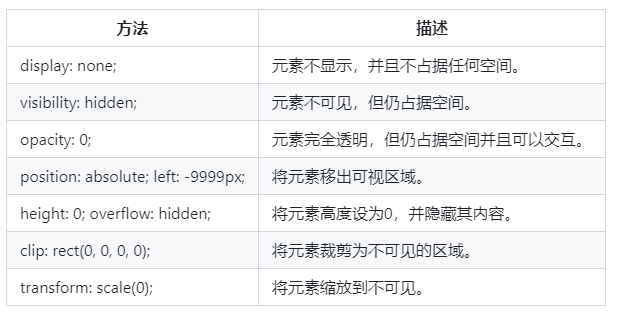 方法 描述
display: none; 元素不显示，并且不占据任何空间。
visibility: hidden; 元素不可见，但仍占据空间。
opacity: 0; 元素完全透明，但仍占据空间并且可以交互。
position: absolute; left: -9999px; 将元素移出可视区域。
height: 0; overflow: hidden; 将元素高度设为0，并隐藏其内容。
clip: rect(0, 0, 0, 0); 将元素裁剪为不可见的区域。
transform: scale(0); 将元素缩放到不可见。